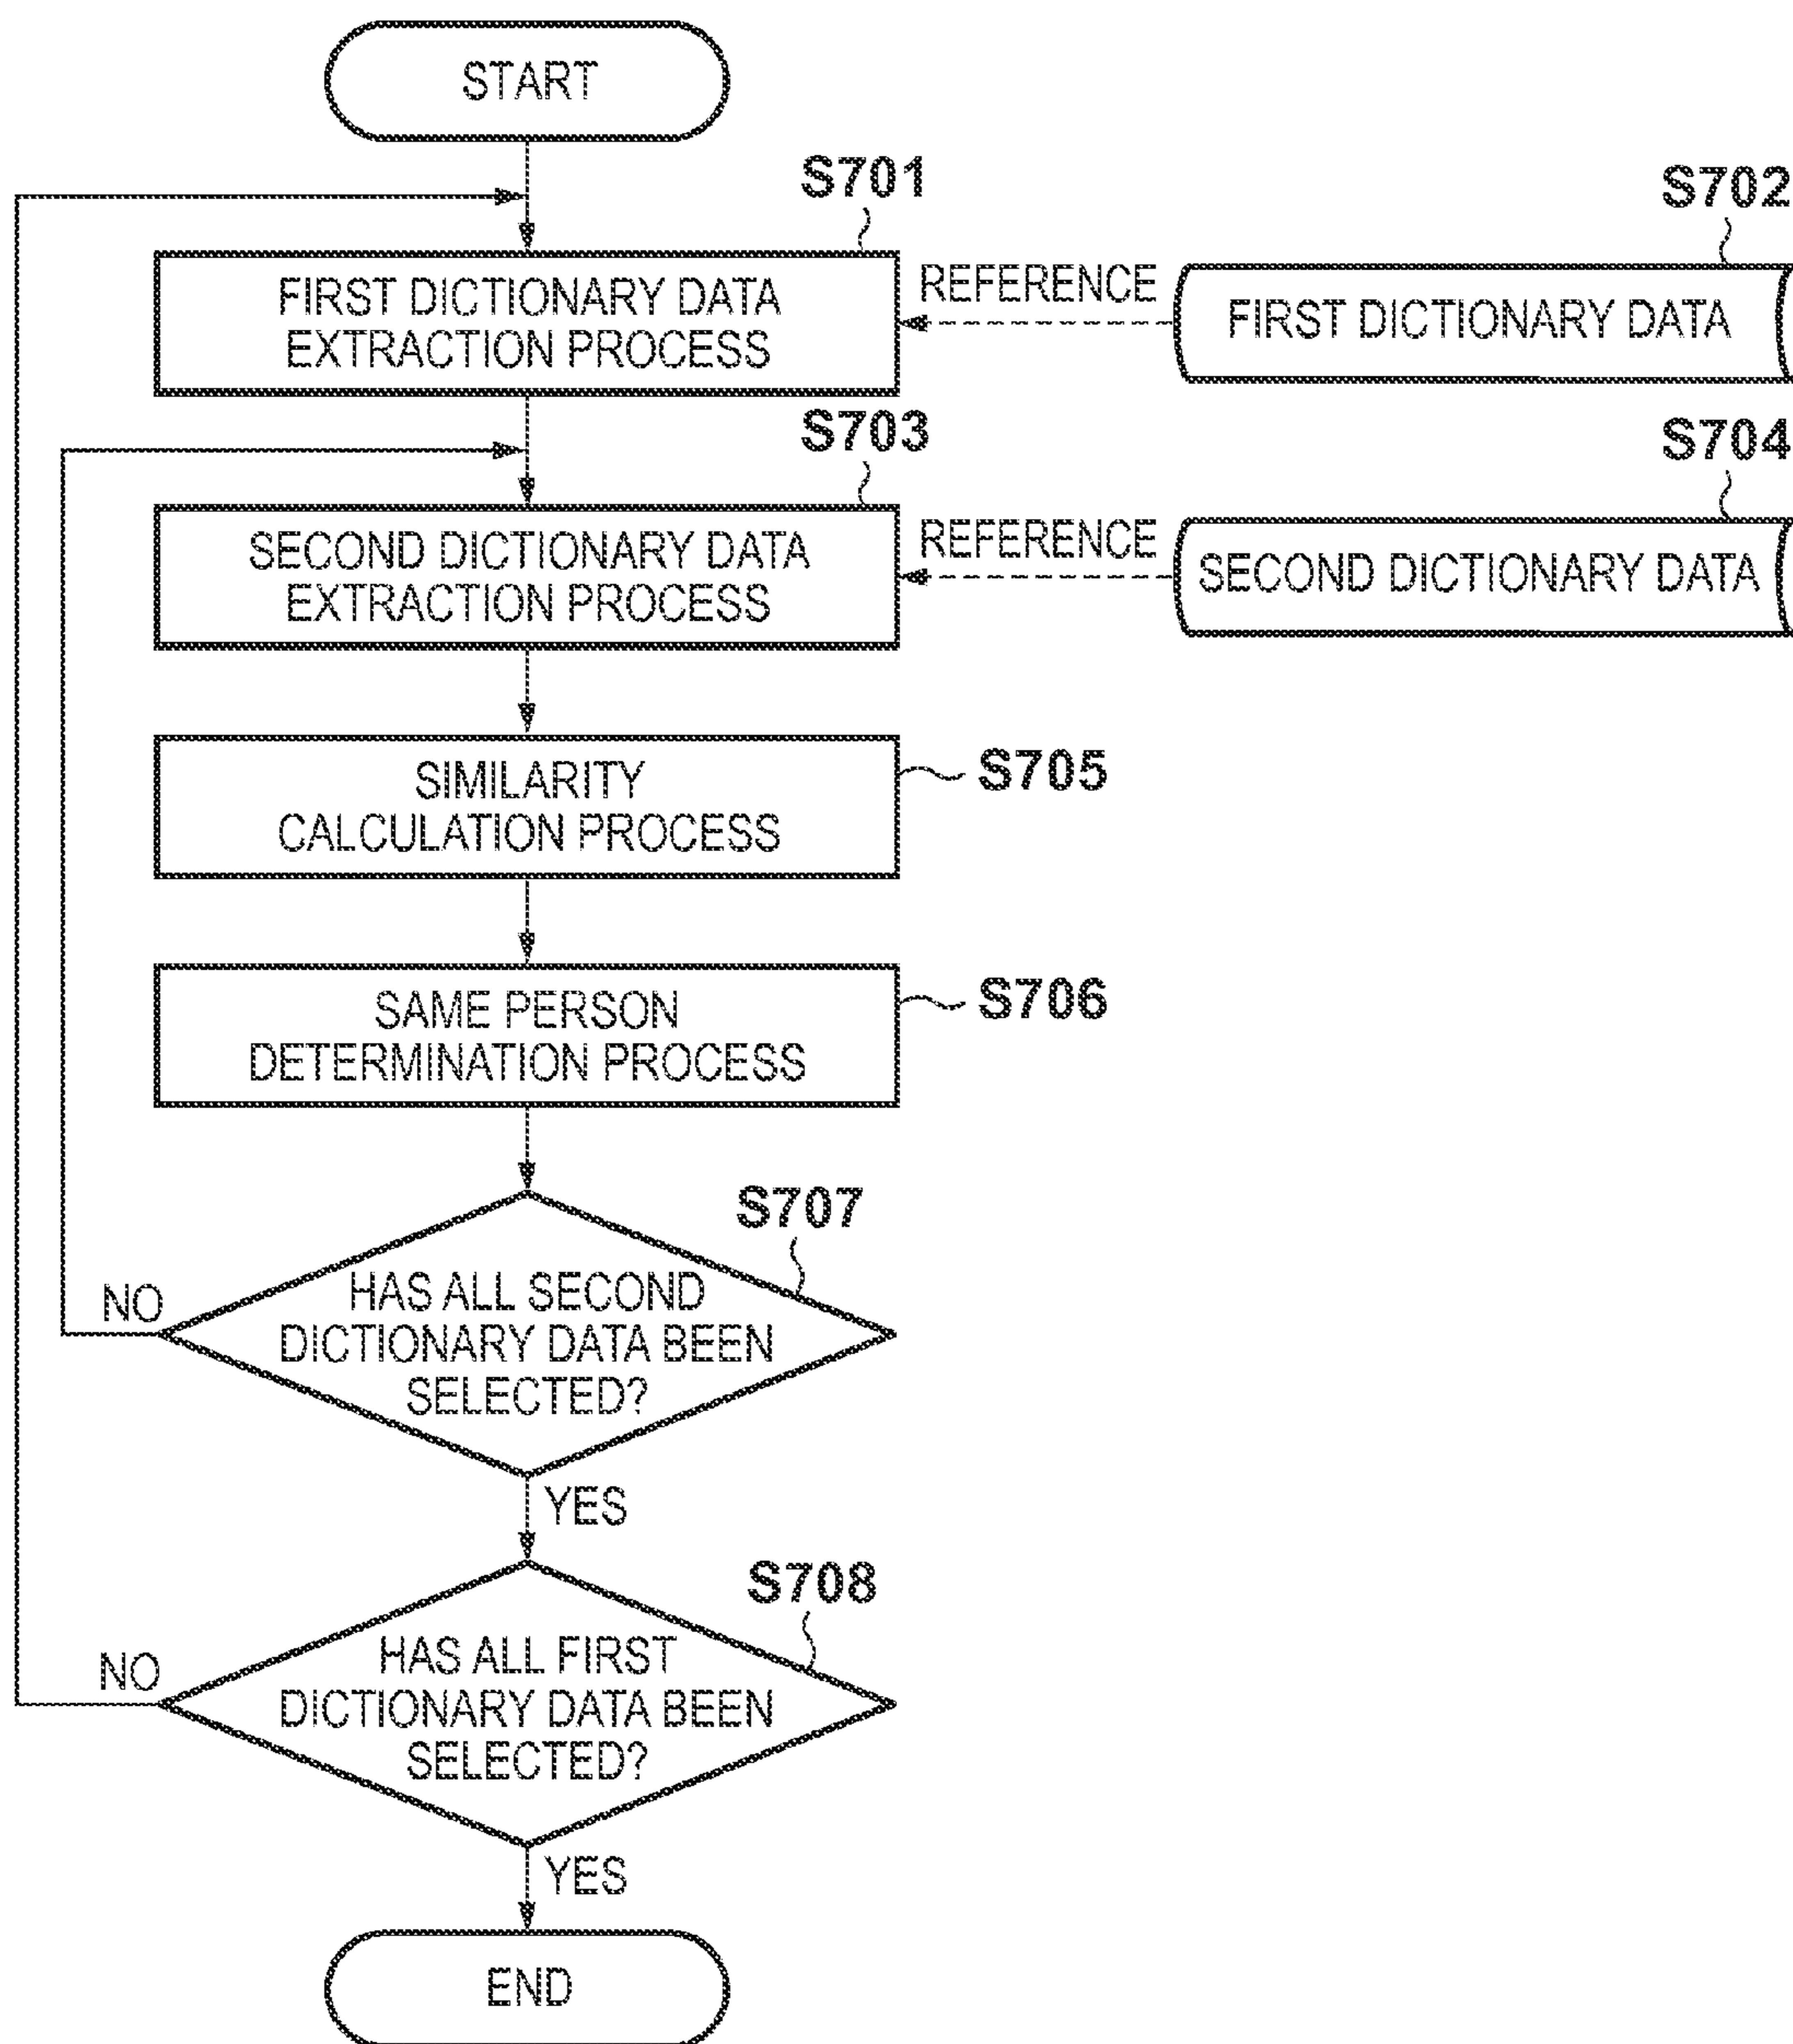 START
S701
S702
FIRST DICTIONARY DATA
EXTRACTION PROCESS
REFERENCE
FIRST DICTIONARY DATA
S703
S704
SECOND DICTIONARY DATA
EXTRACTION PROCESS
REFERENCE
SECOND DICTIONARY DATA
SIMILARITY
CALCULATION PROCESS
S705
SAME PERSON
DETERMINATION PROCESS
S706
S707
HAS ALL SECOND
DICTIONARY DATA BEEN
SELECTED?
NO
YES
S708
HAS ALL FIRST
DICTIONARY DATA BEEN
SELECTED?
NO
YES
END